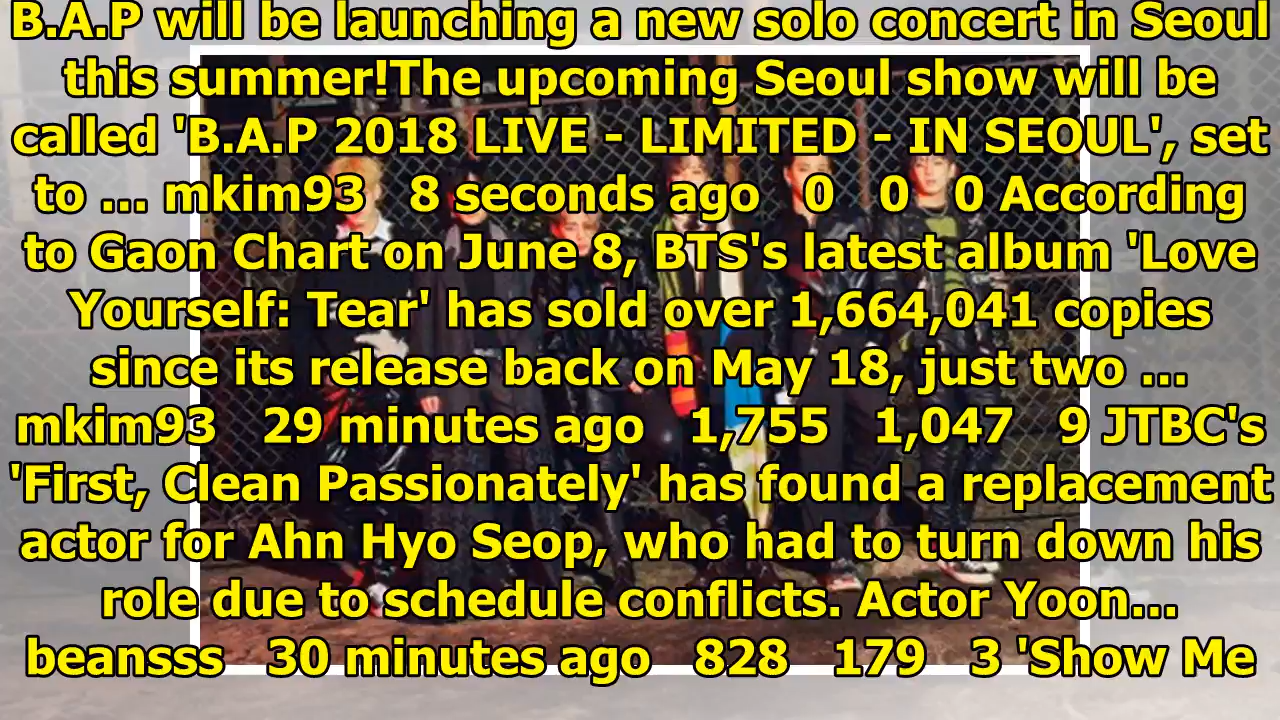 B.A.P will be launching a new solo concert in Seoul
this summer!The upcoming Seoul show will be
called 'B.A.P 2018 LIVE - LIMITED - IN SEOUL', set
to ... mkim93 8 seconds ago 0 0 0 According
to Gaon Chart on June 8, BTS's latest album 'Love
Yourself: Tear' has sold over 1,664,041 copies
since its release back on May 18, just two ...
mkim93 29 minutes ago 1,755 1,047 9 JTBC's
'First, Clean Passionately' has found a replacement
actor for Ahn Hyo Seop, who had to turn down his
role due to schedule conflicts. Actor Yoon...
beansss 30 minutes ago 828 179 3 'Show Me